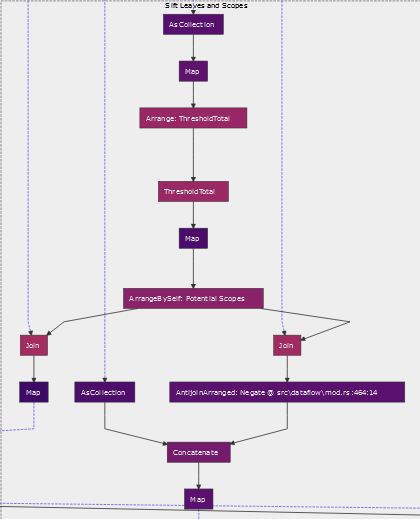 Sift Leaves and Scopes
AsCollection
Map
Arrange: ThresholdTotal
ThresholdTotal
Map
ArrangeBySelf: Potential Scopes
Join
Join
Map
AsCollection
AntijoinArranged: Negate @ src\dataflow\mod.rs:464:14
Concatenate
Map